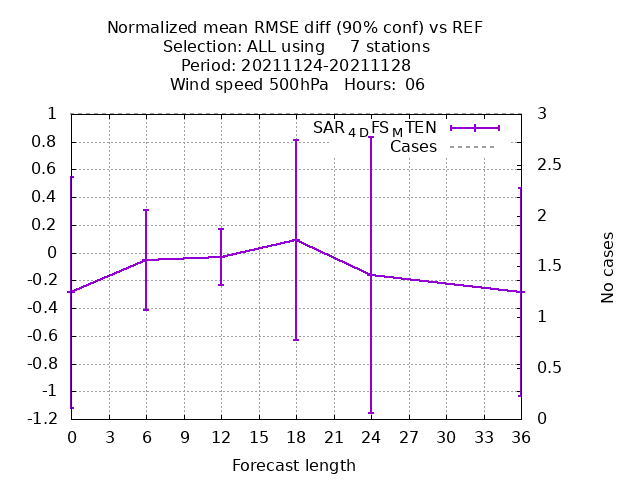 Normalized mean RMSE diff (90% conf) vs REF
Selection: ALL using     7 stations
Period: 20211124-20211128
Wind speed 500hPa   Hours:  06
SAR4DFSMTEN
Cases
1
0.8
0.6
0.4
0.2
0
-0.2
-0.4
-0.6
-0.8
-1
-1.2
3
2.5
2
1.5
1
0.5
0
No cases
0 3 6 9 12 15 18 21 24 27 30 33 36
Forecast length